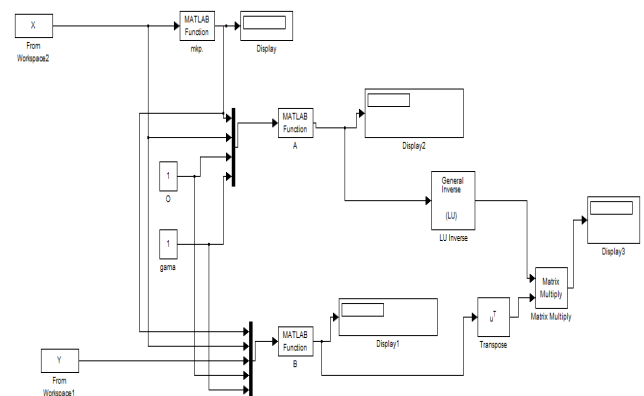 X
From
Workspace2
MATLAB
Function
mkp.
Display
MATLAB
Function
A
Display2
1
O
General
Inverse
(LU)
LU Inverse
Display3
1
gama
Matrix
Multiply
Matrix Multiply
uT
Transpose
MATLAB
Function
B
Display1
Y
From
Workspace1